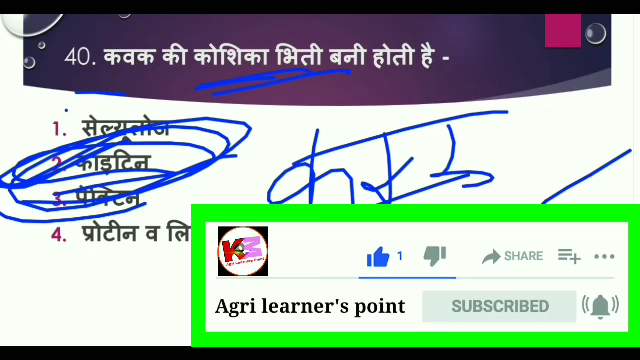 40. कवक की कोशिका भिती बनी होती है -
1. सेल्यूलोज
2. काइटिन
3. पेक्टिन
4. प्रोटीन व लि
1
SHARE
Agri learner's point
SUBSCRIBED